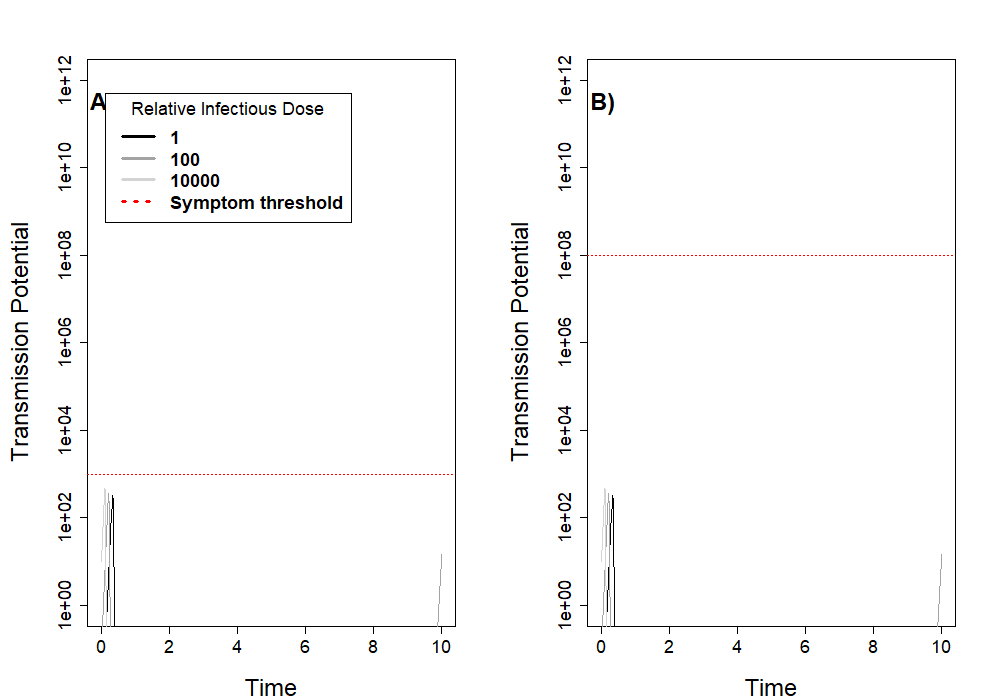 A
Relative Infectious Dose
1
100
10000
Symptom threshold
Transmission Potential
1e+12
1e+10
1e+08
1e+06
1e+04
1e+02
1e+00
0 2 4 6 8 10
Time
B)
Transmission Potential
1e+12
1e+10
1e+08
1e+06
1e+04
1e+02
1e+00
0 2 4 6 8 10
Time